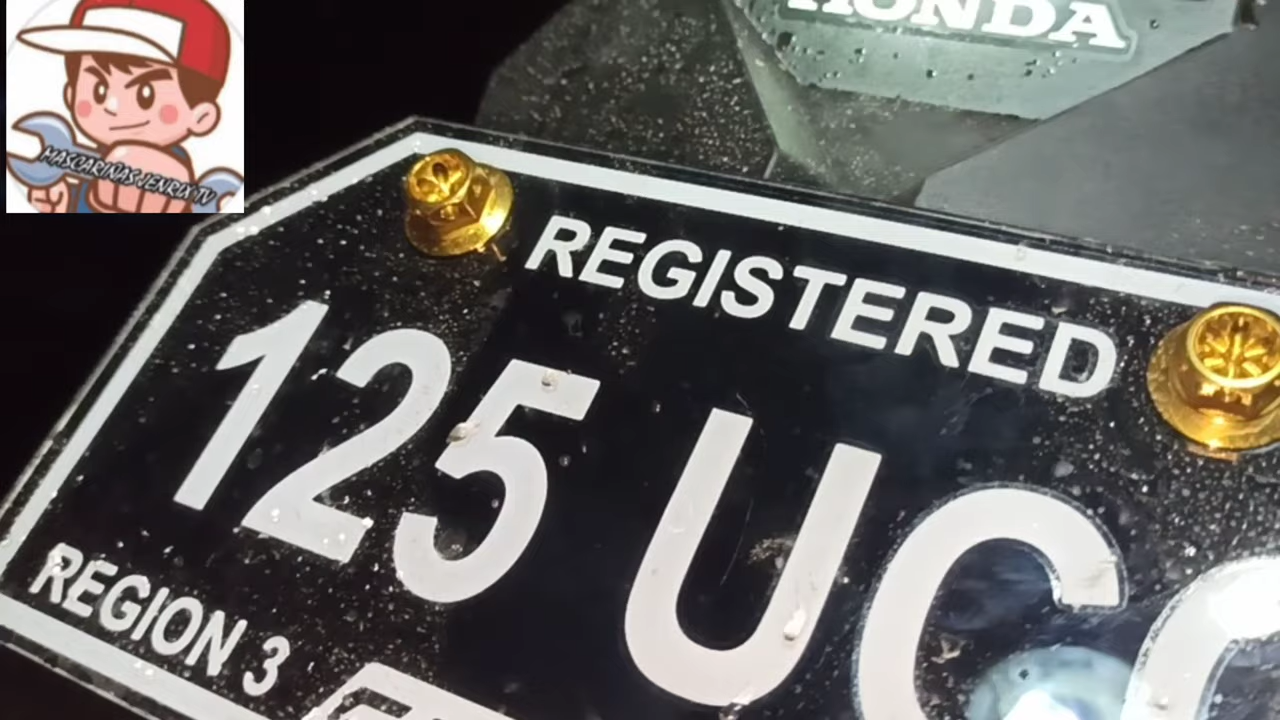 HONDA
MASCARIÑAS JENRIX TV
REGISTERED
125 UC
REGION 3